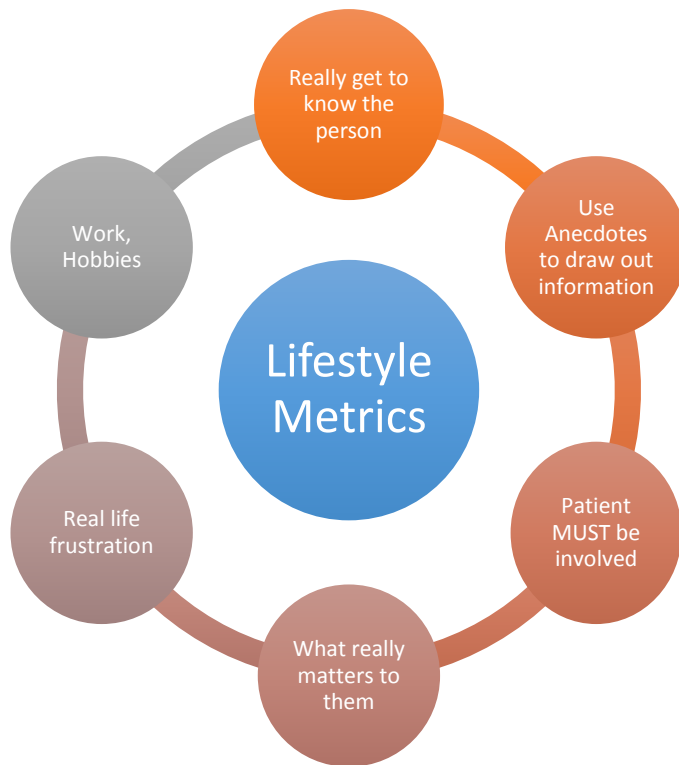 Really get to
know the
person
Use
Anecdotes
to draw out
information
Patient
MUST be
involved
What really
matters to
them
Real life
frustration
Work,
Hobbies
Lifestyle
Metrics